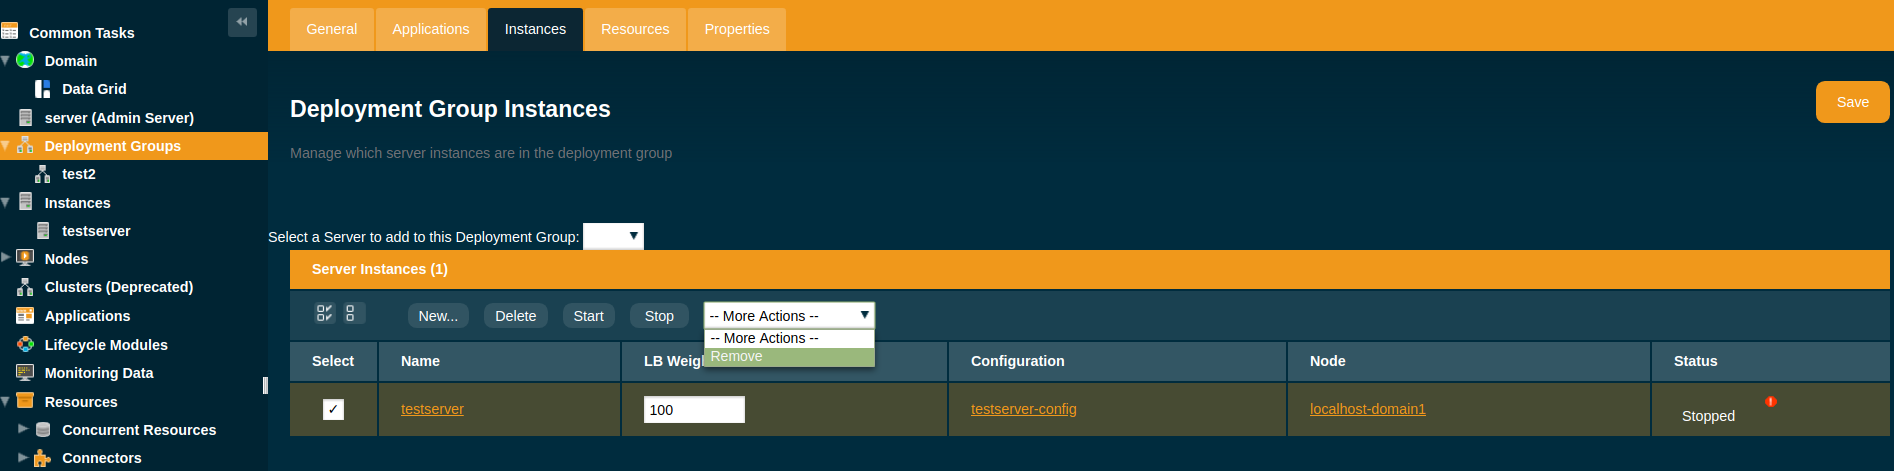 Common Tasks
Domain
Data Grid
server (Admin Server)
Deployment Groups
test2
Instances
testserver
Nodes
Clusters (Deprecated)
Applications
Lifecycle Modules
Monitoring Data
Resources
Concurrent Resources
Connectors
General Applications Instances Resources Properties
Deployment Group Instances
Save
Manage which server instances are in the deployment group
Select a Server to add to this Deployment Group:
Server Instances (1)
New... Delete Start Stop -- More Actions --
-- More Actions --
Remove
Select Name LB Weig Configuration Node Status
✓ testserver 100 testserver-config localhost-domain1 Stopped